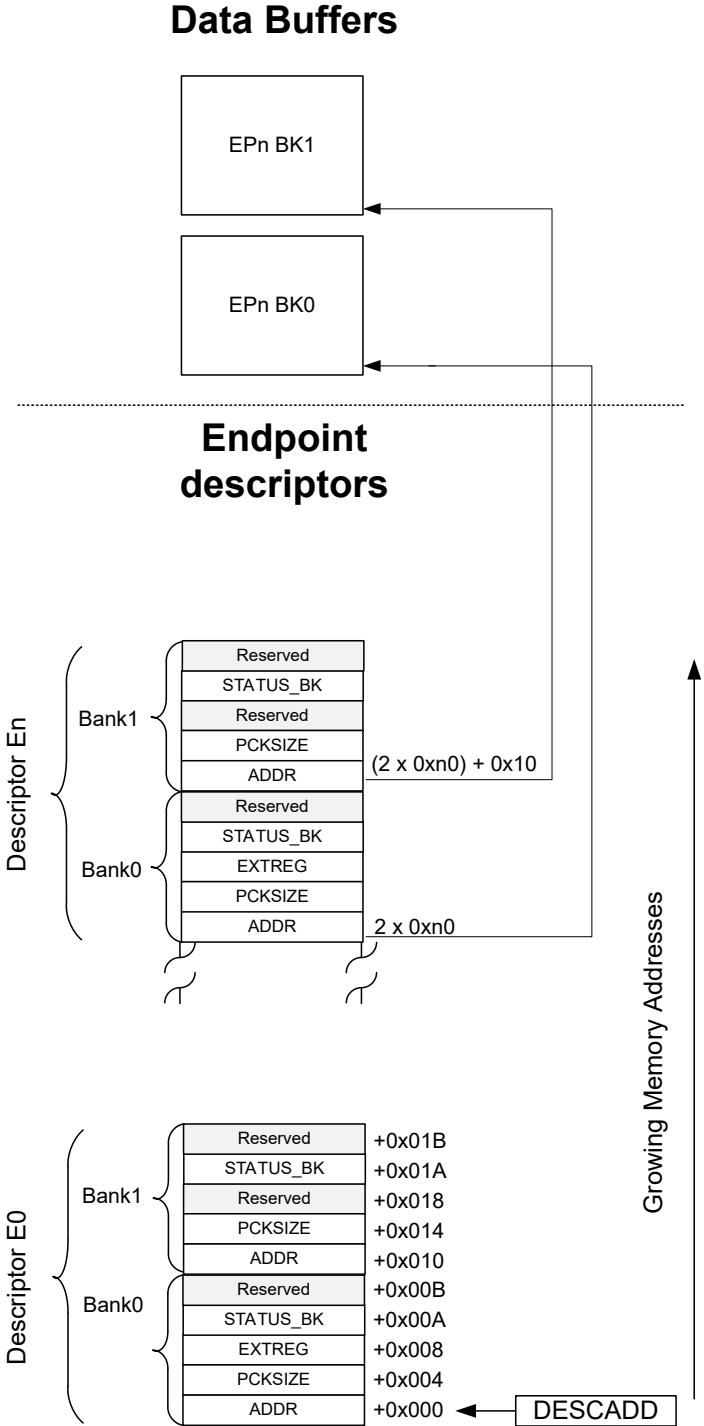 Data Buffers
EPn BK1
EPn BK0
Endpoint
descriptors
Descriptor En
Bank1
Reserved
STATUS_BK
Reserved
PCKSIZE
ADDR (2 x 0xn0) + 0x10
Bank0
Reserved
STATUS_BK
EXTREG
PCKSIZE
ADDR 2 x 0xn0
Growing Memory Addresses
Descriptor E0
Bank1
Reserved +0x01B
STATUS_BK +0x01A
Reserved +0x018
PCKSIZE +0x014
ADDR +0x010
Bank0
Reserved +0x00B
STATUS_BK +0x00A
EXTREG +0x008
PCKSIZE +0x004
ADDR +0x000 DESCADD